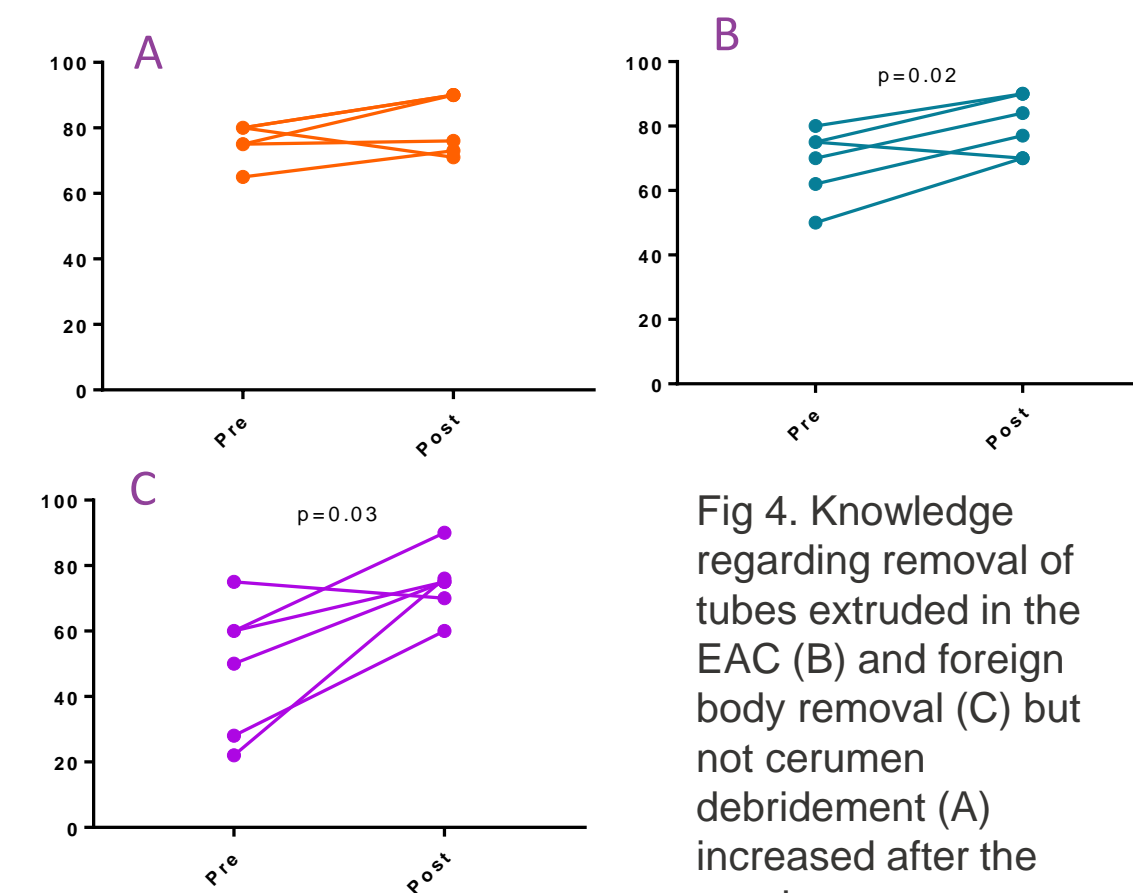 A
100
80
60
40
20
0
Pre
Post
B
p=0.02
100
80
60
40
20
0
Pre
Post
C
p=0.03
100
80
60
40
20
0
Pre
Post
Fig 4. Knowledge
regarding removal of
tubes extruded in the
EAC (B) and foreign
body removal (C) but
not cerumen
debridement (A)
increased after the